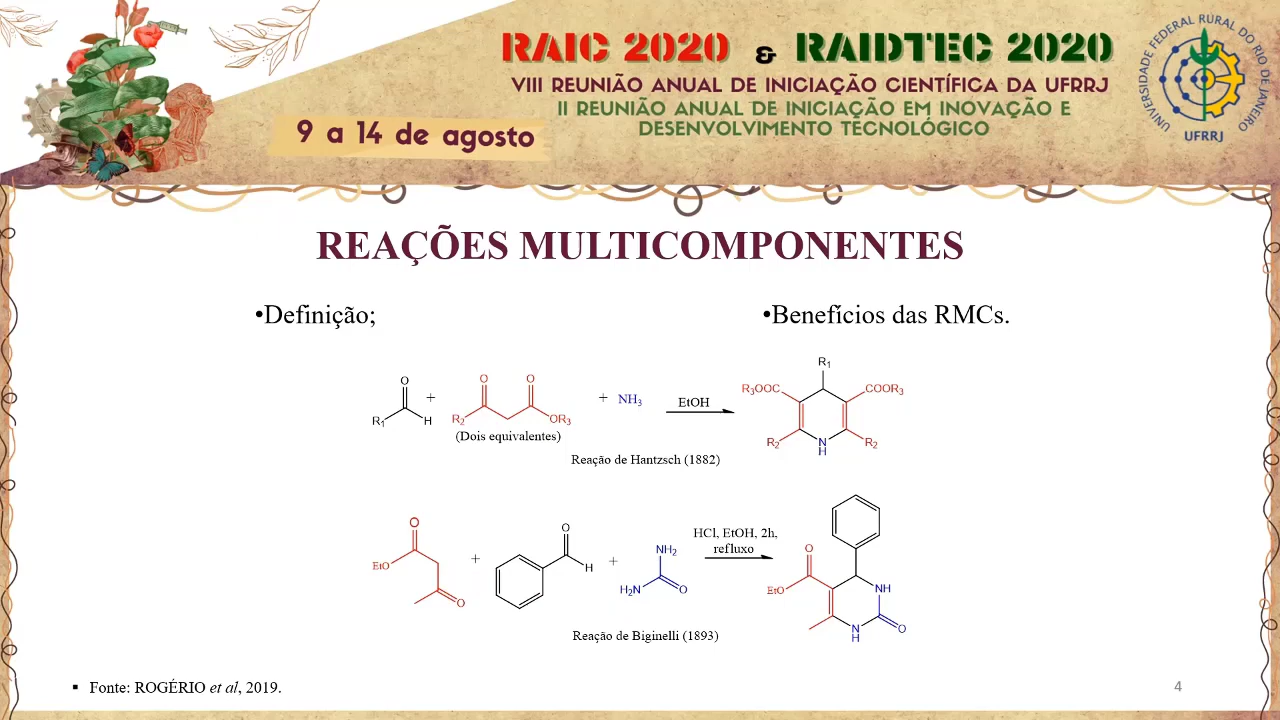 RAIC 2020 & RAIDTEC 2020
VIII REUNIÃO ANUAL DE INICIAÇÃO CIENTÍFICA DA UFRRJ
II REUNIÃO ANUAL DE INICIAÇÃO EM INOVAÇÃO E
DESENVOLVIMENTO TECNOLÓGICO
9 a 14 de agosto
UNIVERSIDADE FEDERAL RURAL DO RIO DE JANEIRO
UFRRJ
REAÇÕES MULTICOMPONENTES
•Definição;
•Benefícios das RMCs.
O
R₁
H
+
O
O
R₂
OR₃
(Dois equivalentes)
+
NH₃
EtOH
R₁
R₃OOC
COOR₃
R₂
N
H
R₂
Reação de Hantzsch (1882)
O
EtO
O
+
O
H
+
NH₂
H₂N
O
HCl, EtOH, 2h,
refluxo
O
EtO
NH
N
H
O
Reação de Biginelli (1893)
▪ Fonte: ROGÉRIO et al, 2019.
4